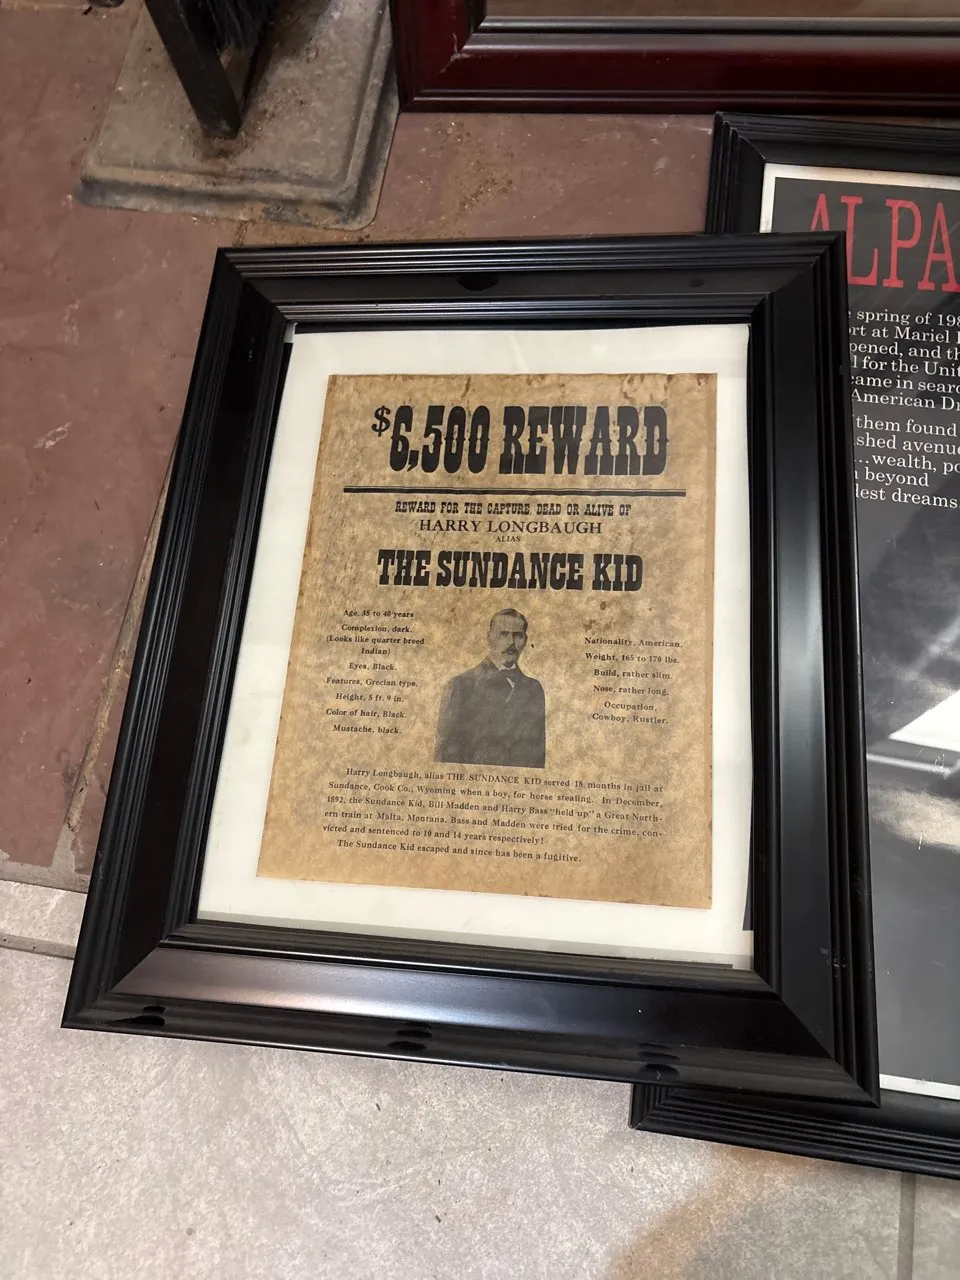 $6,500 REWARD
REWARD FOR THE CAPTURE, DEAD OR ALIVE OF
HARRY LONGBAUGH
ALIAS
THE SUNDANCE KID
Age, 35 to 40 years
Complexion, dark.
(Looks like quarter breed
Indian)
Eyes, Black.
Features, Grecian type.
Height, 5 ft. 9 in.
Color of hair, Black.
Mustache, black.
Nationality, American.
Weight, 165 to 170 lbs.
Build, rather slim.
Nose, rather long.
Occupation,
Cowboy, Rustler.
Harry Longbaugh, alias THE SUNDANCE KID served 18 months in jail at
Sundance, Cook Co., Wyoming when a boy, for horse stealing. In December,
1892, the Sundance Kid, Bill Madden and Harry Bass "held up" a Great North-
ern train at Malta, Montana. Bass and Madden were tried for the crime, con-
victed and sentenced to 10 and 14 years respectively!
The Sundance Kid escaped and since has been a fugitive.
ALPA
spring of 198
rt at Mariel
pened, and th
l for the Unit
came in searc
American Dr
them found
shed avenue
...wealth, po
beyond
dest dreams.